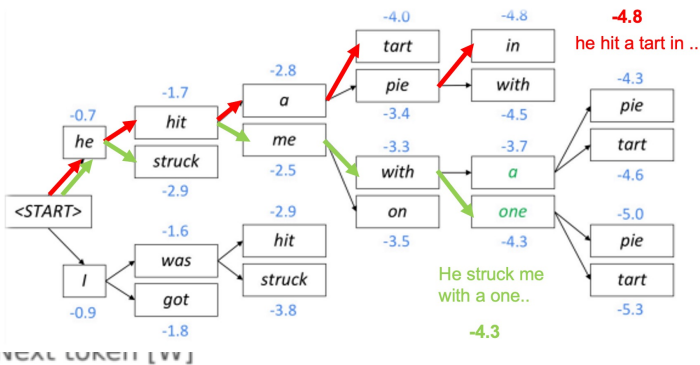 -4.0 -4.8 -4.8
tart in he hit a tart in ..
-2.8 -4.3
-1.7 a pie with pie
-0.7 hit -3.4 -4.5
he me -3.3 -3.7 tart
struck -2.5 with a -4.6
-2.9
<START> -2.9 on one -5.0
-1.6 hit -3.5 -4.3 pie
was
I struck He struck me tart
got with a one..
-0.9 -3.8 -5.3
-1.8 -4.3
Next token [W]